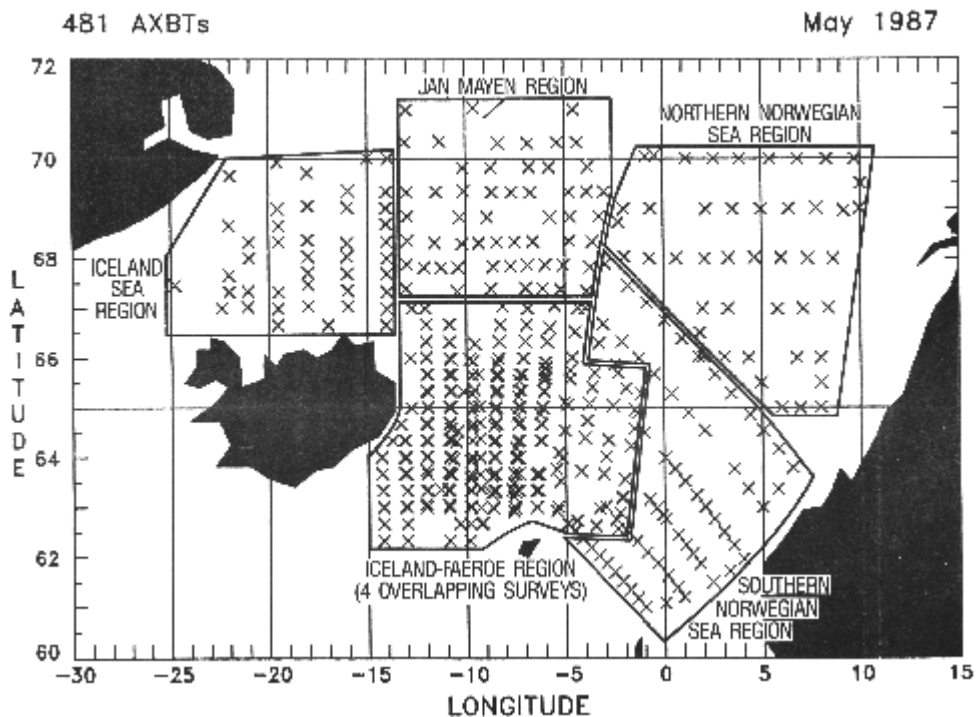 481 AXBTs
May 1987
72
70
68
66
64
62
60
LATITUDE
JAN MAYEN REGION
NORTHERN NORWEGIAN
SEA REGION
ICELAND
SEA
REGION
ICELAND-FAEROE REGION
(4 OVERLAPPING SURVEYS)
SOUTHERN
NORWEGIAN
SEA REGION
-30
-25
-20
-15
-10
-5
0
5
10
15
LONGITUDE